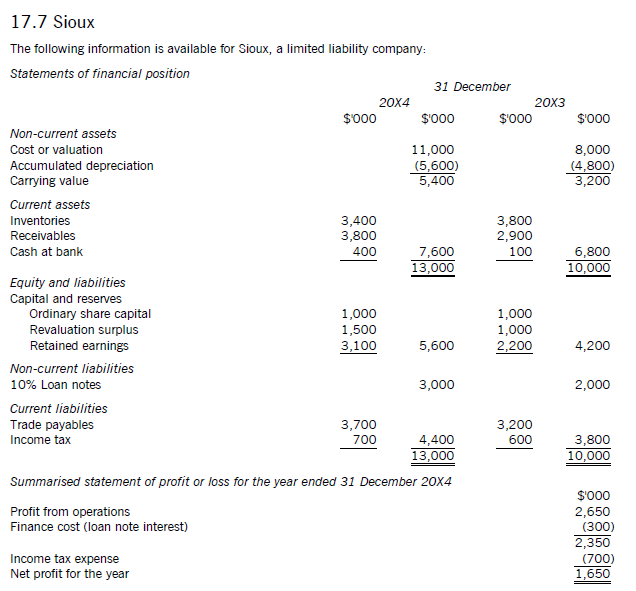 17.7 Sioux
The following information is available for Sioux, a limited liability company:
Statements of financial position
31 December
20X4 20X3
$'000 $'000 $'000 $'000
Non-current assets
Cost or valuation 11,000 8,000
Accumulated depreciation (5,600) (4,800)
Carrying value 5,400 3,200
Current assets
Inventories 3,400 3,800
Receivables 3,800 2,900
Cash at bank 400 7,600 100 6,800
13,000 10,000
Equity and liabilities
Capital and reserves
Ordinary share capital 1,000 1,000
Revaluation surplus 1,500 1,000
Retained earnings 3,100 5,600 2,200 4,200
Non-current liabilities
10% Loan notes 3,000 2,000
Current liabilities
Trade payables 3,700 3,200
Income tax 700 4,400 600 3,800
13,000 10,000
Summarised statement of profit or loss for the year ended 31 December 20X4
$'000
Profit from operations 2,650
Finance cost (loan note interest) (300)
2,350
Income tax expense (700)
Net profit for the year 1,650